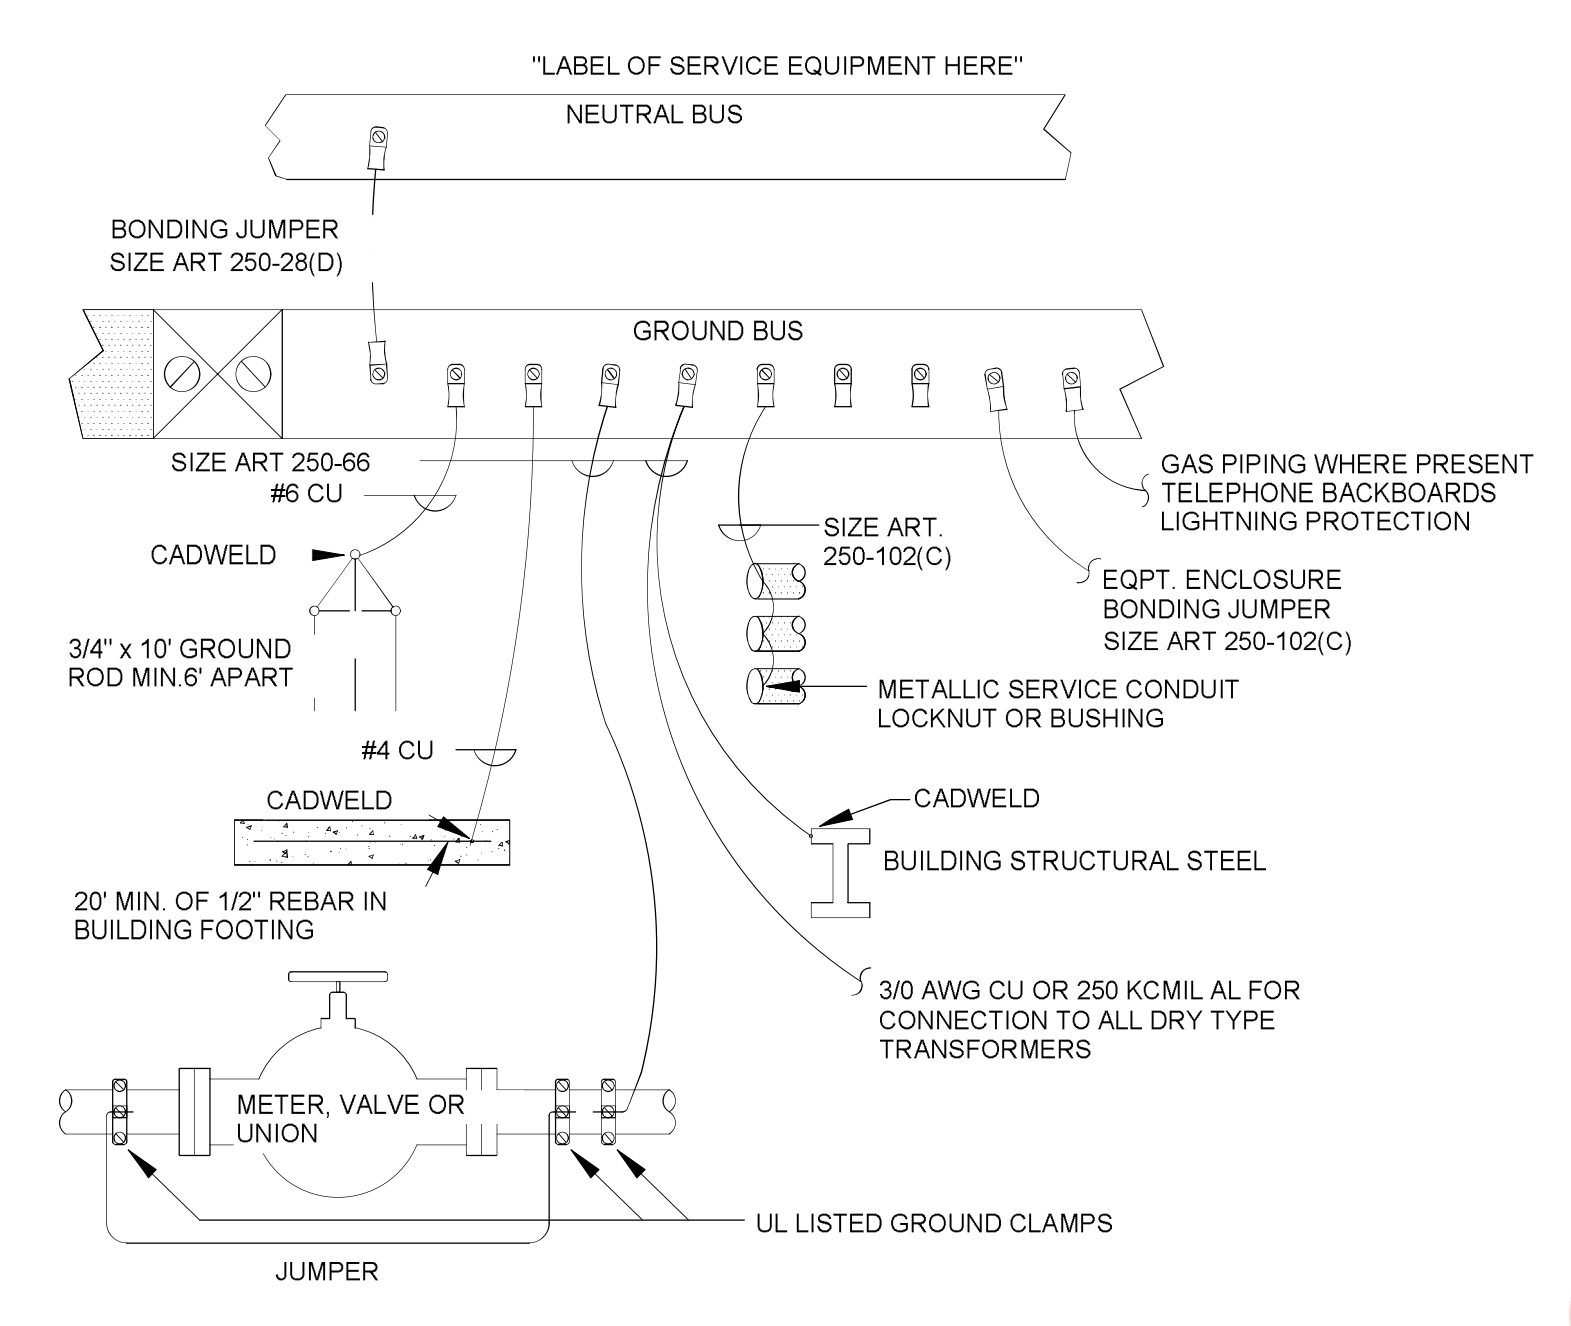 "LABEL OF SERVICE EQUIPMENT HERE"
NEUTRAL BUS
BONDING JUMPER
SIZE ART 250-28(D)
GROUND BUS
SIZE ART 250-66
#6 CU
CADWELD
3/4" x 10' GROUND
ROD MIN.6' APART
#4 CU
CADWELD
20' MIN. OF 1/2" REBAR IN
BUILDING FOOTING
GAS PIPING WHERE PRESENT
TELEPHONE BACKBOARDS
LIGHTNING PROTECTION
SIZE ART.
250-102(C)
EQPT. ENCLOSURE
BONDING JUMPER
SIZE ART 250-102(C)
METALLIC SERVICE CONDUIT
LOCKNUT OR BUSHING
CADWELD
BUILDING STRUCTURAL STEEL
3/0 AWG CU OR 250 KCMIL AL FOR
CONNECTION TO ALL DRY TYPE
TRANSFORMERS
METER, VALVE OR
UNION
UL LISTED GROUND CLAMPS
JUMPER